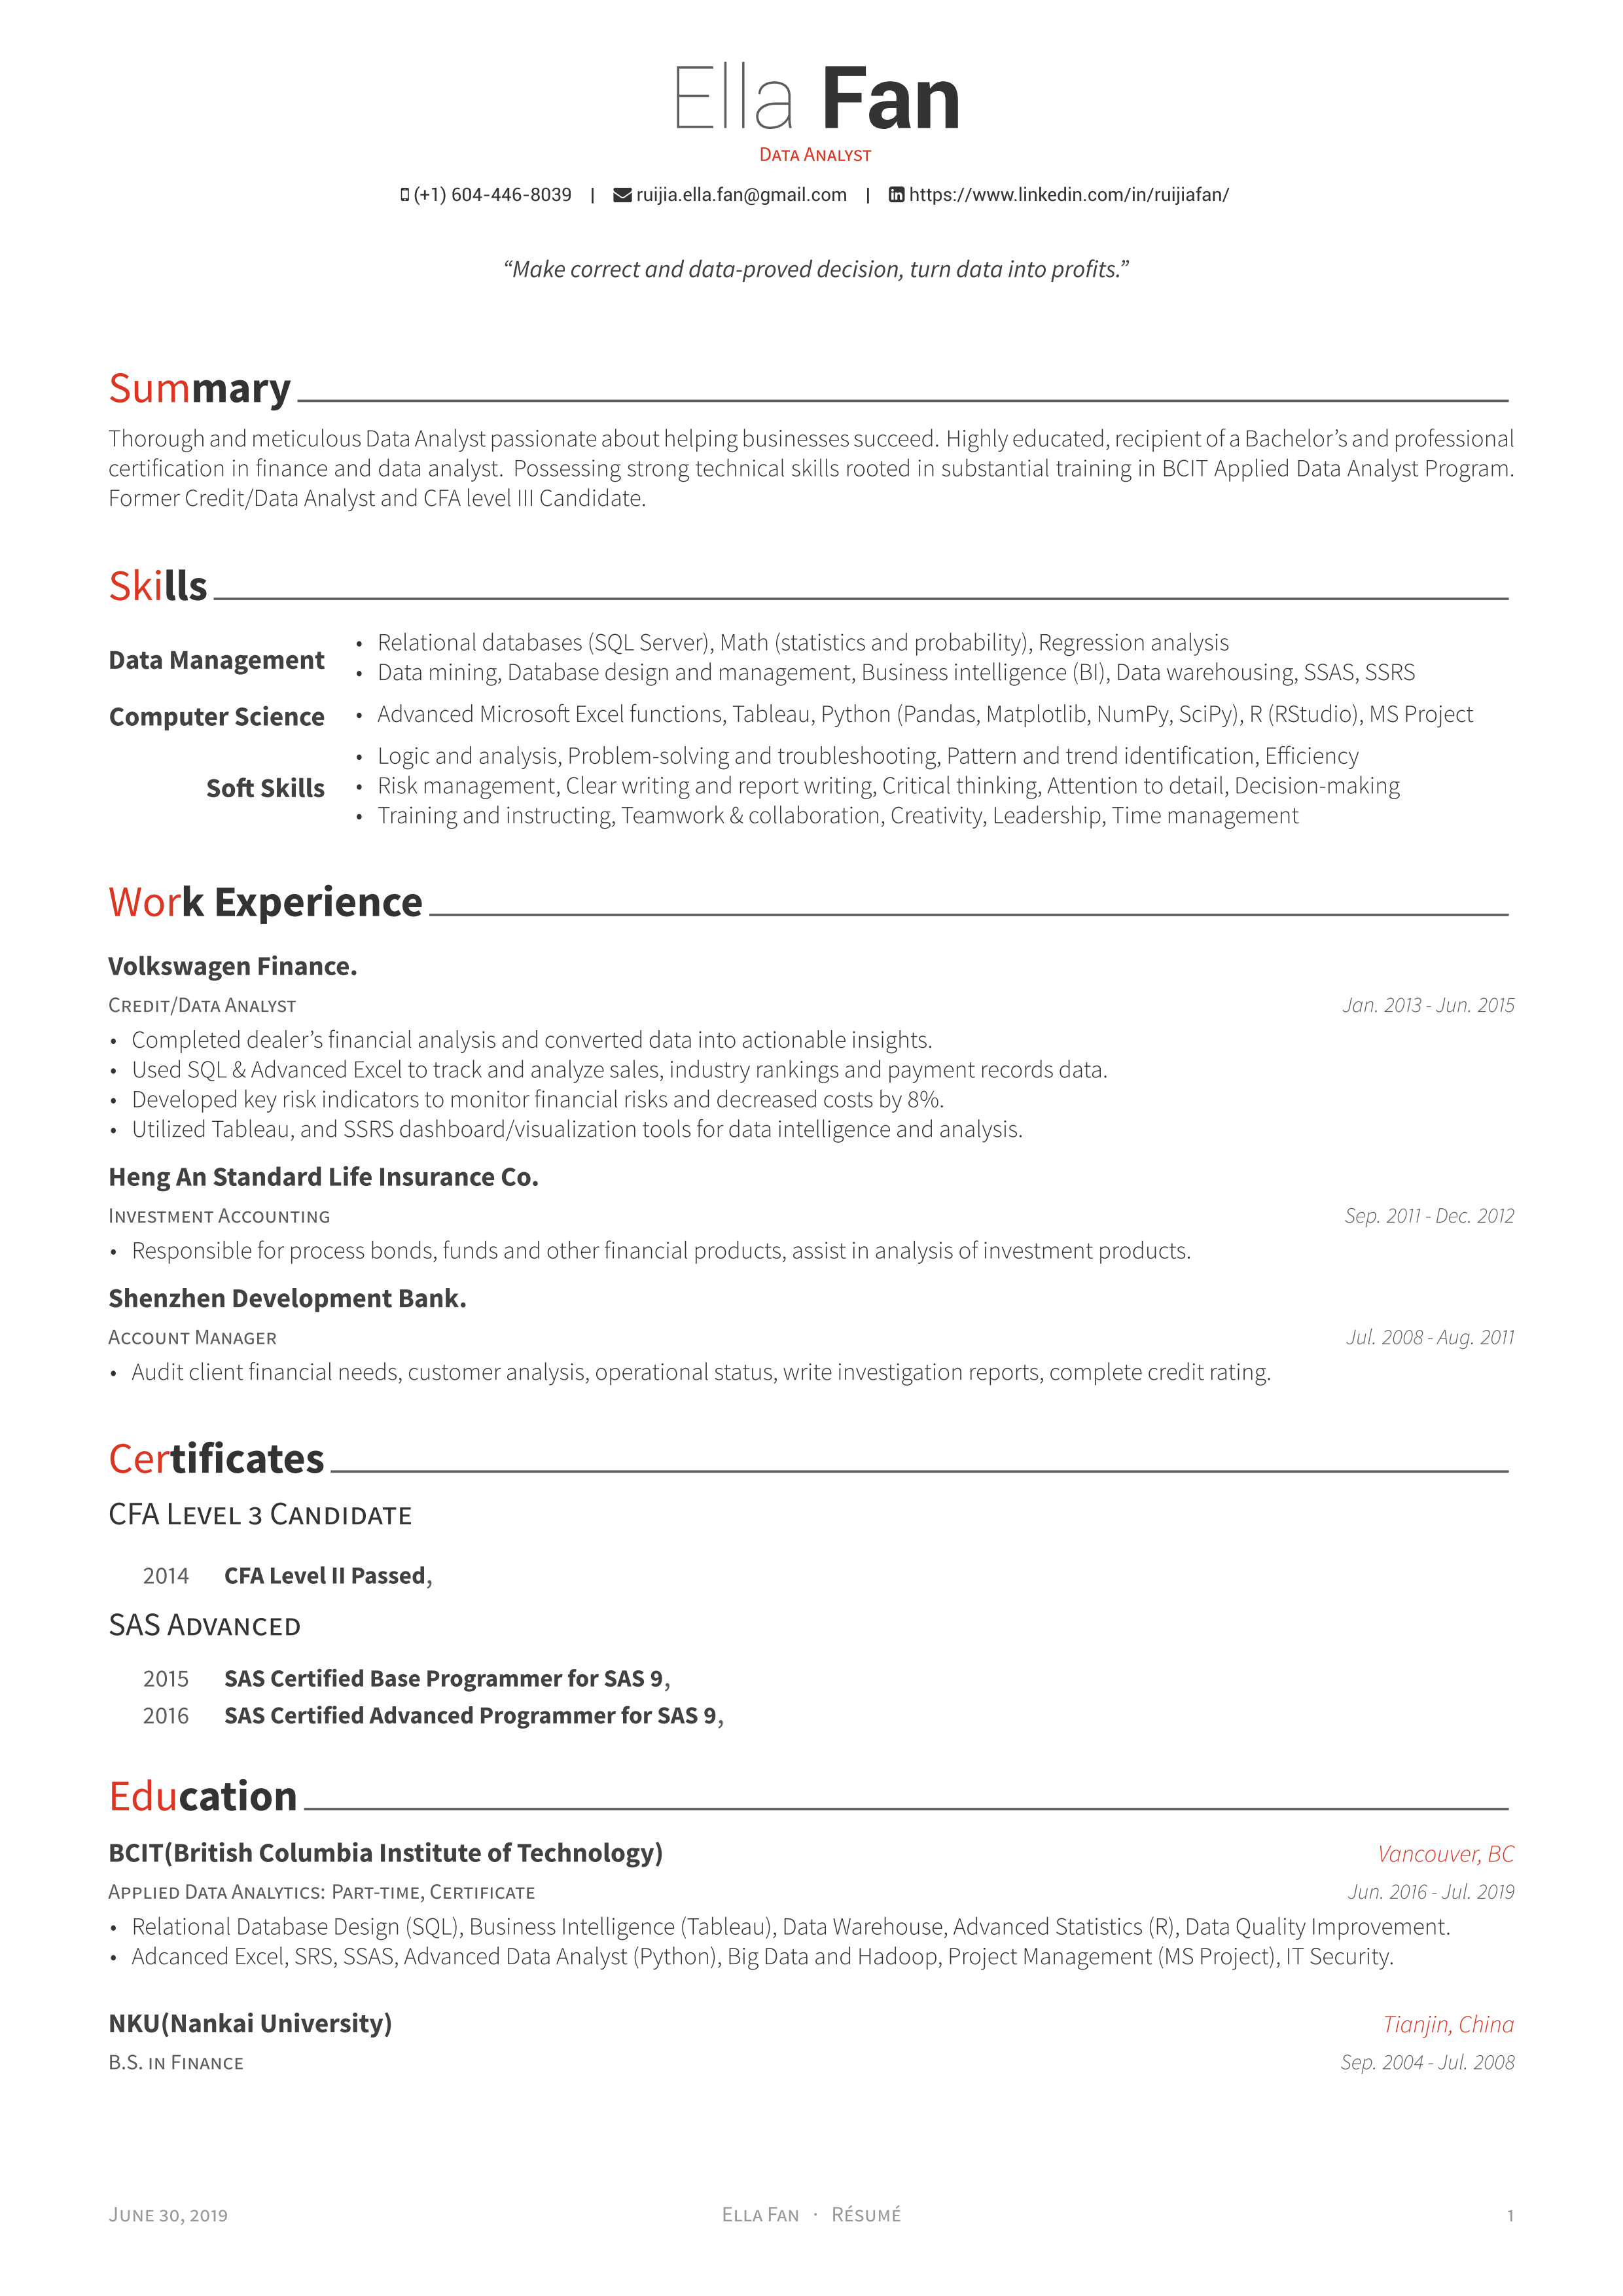 Ella Fan
Data Analyst
(+1) 604-446-8039 | ruijia.ella.fan@gmail.com | https://www.linkedin.com/in/ruijiafan/
“Make correct and data-proved decision, turn data into profits.”
Summary
Thorough and meticulous Data Analyst passionate about helping businesses succeed. Highly educated, recipient of a Bachelor’s and professional
certification in finance and data analyst. Possessing strong technical skills rooted in substantial training in BCIT Applied Data Analyst Program.
Former Credit/Data Analyst and CFA level III Candidate.
Skills
Data Management
• Relational databases (SQL Server), Math (statistics and probability), Regression analysis
• Data mining, Database design and management, Business intelligence (BI), Data warehousing, SSAS, SSRS
Computer Science • Advanced Microsoft Excel functions, Tableau, Python (Pandas, Matplotlib, NumPy, SciPy), R (RStudio), MS Project
Soft Skills
• Logic and analysis, Problem-solving and troubleshooting, Pattern and trend identification, Efficiency
• Risk management, Clear writing and report writing, Critical thinking, Attention to detail, Decision-making
• Training and instructing, Teamwork & collaboration, Creativity, Leadership, Time management
Work Experience
Volkswagen Finance.
Credit/Data Analyst Jan. 2013 - Jun. 2015
• Completed dealer’s financial analysis and converted data into actionable insights.
• Used SQL & Advanced Excel to track and analyze sales, industry rankings and payment records data.
• Developed key risk indicators to monitor financial risks and decreased costs by 8%.
• Utilized Tableau, and SSRS dashboard/visualization tools for data intelligence and analysis.
Heng An Standard Life Insurance Co.
Investment Accounting Sep. 2011 - Dec. 2012
• Responsible for process bonds, funds and other financial products, assist in analysis of investment products.
Shenzhen Development Bank.
Account Manager Jul. 2008 - Aug. 2011
• Audit client financial needs, customer analysis, operational status, write investigation reports, complete credit rating.
Certificates
CFA Level 3 Candidate
2014 CFA Level II Passed,
SAS Advanced
2015 SAS Certified Base Programmer for SAS 9,
2016 SAS Certified Advanced Programmer for SAS 9,
Education
BCIT(British Columbia Institute of Technology) Vancouver, BC
Applied Data Analytics: Part-time, Certificate Jun. 2016 - Jul. 2019
• Relational Database Design (SQL), Business Intelligence (Tableau), Data Warehouse, Advanced Statistics (R), Data Quality Improvement.
• Adcanced Excel, SRS, SSAS, Advanced Data Analyst (Python), Big Data and Hadoop, Project Management (MS Project), IT Security.
NKU(Nankai University) Tianjin, China
B.S. in Finance Sep. 2004 - Jul. 2008
June 30, 2019 Ella Fan · Résumé 1